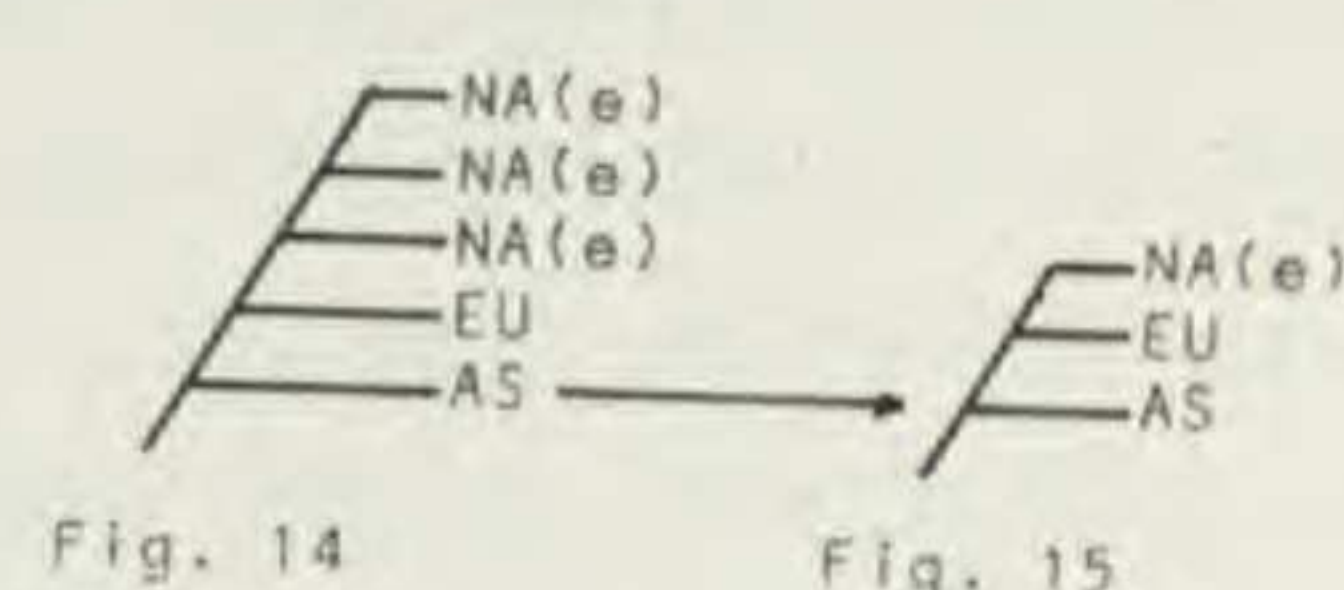 NA(e)
NA(e)
NA(e)
EU
AS
Fig. 14
NA(e)
EU
AS
Fig. 15